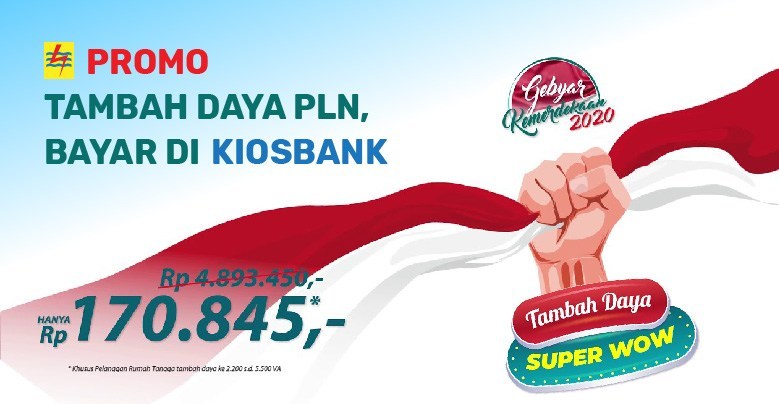 PROMO
TAMBAH DAYA PLN,
BAYAR DI KIOSBANK
Gebyar
Kemerdekaan
2020
Rp 4.893.450,-
HANYA
Rp 170.845,-*
* Khusus Pelanggan Rumah Tangga tambah daya ke 2.200 s.d. 5.500 VA
Tambah Daya
SUPER WOW